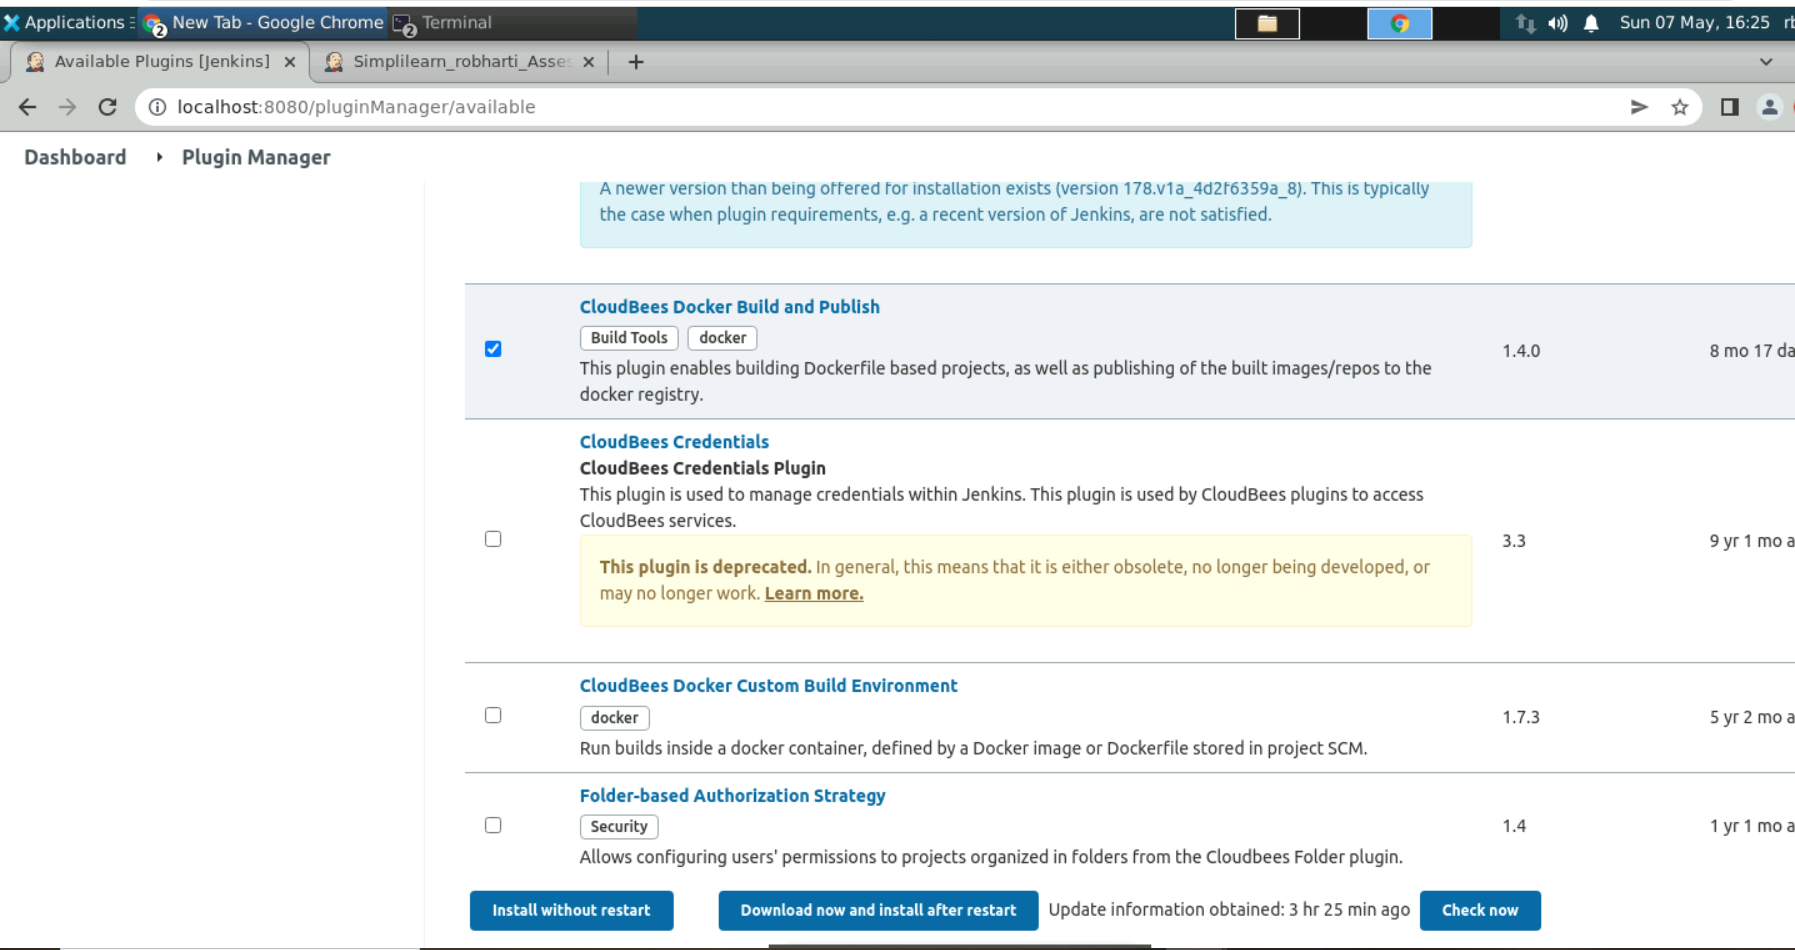 Applications
New Tab - Google Chrome
Terminal
Sun 07 May, 16:25
Available Plugins [Jenkins]
Simplilearn_robharti_Asses
localhost:8080/pluginManager/available
Dashboard
Plugin Manager
A newer version than being offered for installation exists (version 178.v1a_4d2f6359a_8). This is typically
the case when plugin requirements, e.g. a recent version of Jenkins, are not satisfied.
CloudBees Docker Build and Publish
Build Tools docker
This plugin enables building Dockerfile based projects, as well as publishing of the built images/repos to the
docker registry.
1.4.0
8 mo 17 da
CloudBees Credentials
CloudBees Credentials Plugin
This plugin is used to manage credentials within Jenkins. This plugin is used by CloudBees plugins to access
CloudBees services.
This plugin is deprecated. In general, this means that it is either obsolete, no longer being developed, or
may no longer work. Learn more.
3.3
9 yr 1 mo a
CloudBees Docker Custom Build Environment
docker
Run builds inside a docker container, defined by a Docker image or Dockerfile stored in project SCM.
1.7.3
5 yr 2 mo a
Folder-based Authorization Strategy
Security
Allows configuring users' permissions to projects organized in folders from the Cloudbees Folder plugin.
1.4
1 yr 1 mo a
Install without restart
Download now and install after restart
Update information obtained: 3 hr 25 min ago
Check now